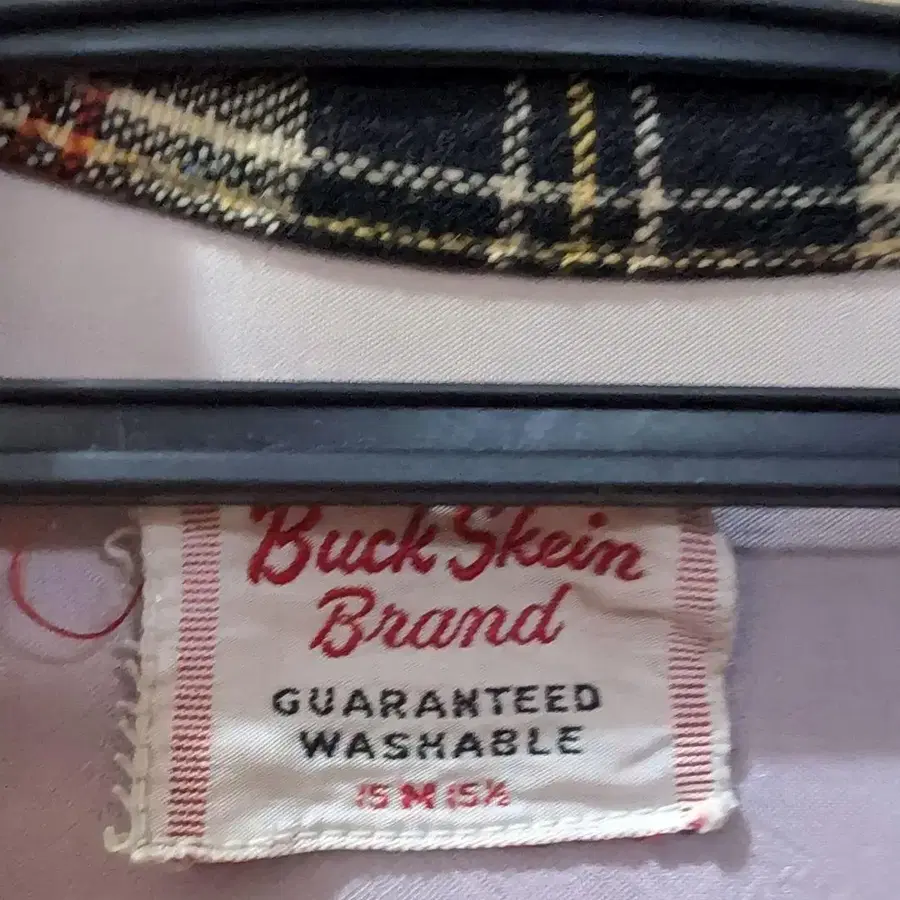 Buck Skein
Brand
GUARANTEED
WASHABLE
15 M 15½